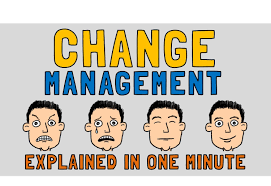 CHANGE
MANAGEMENT
EXPLAINED IN ONE MINUTE